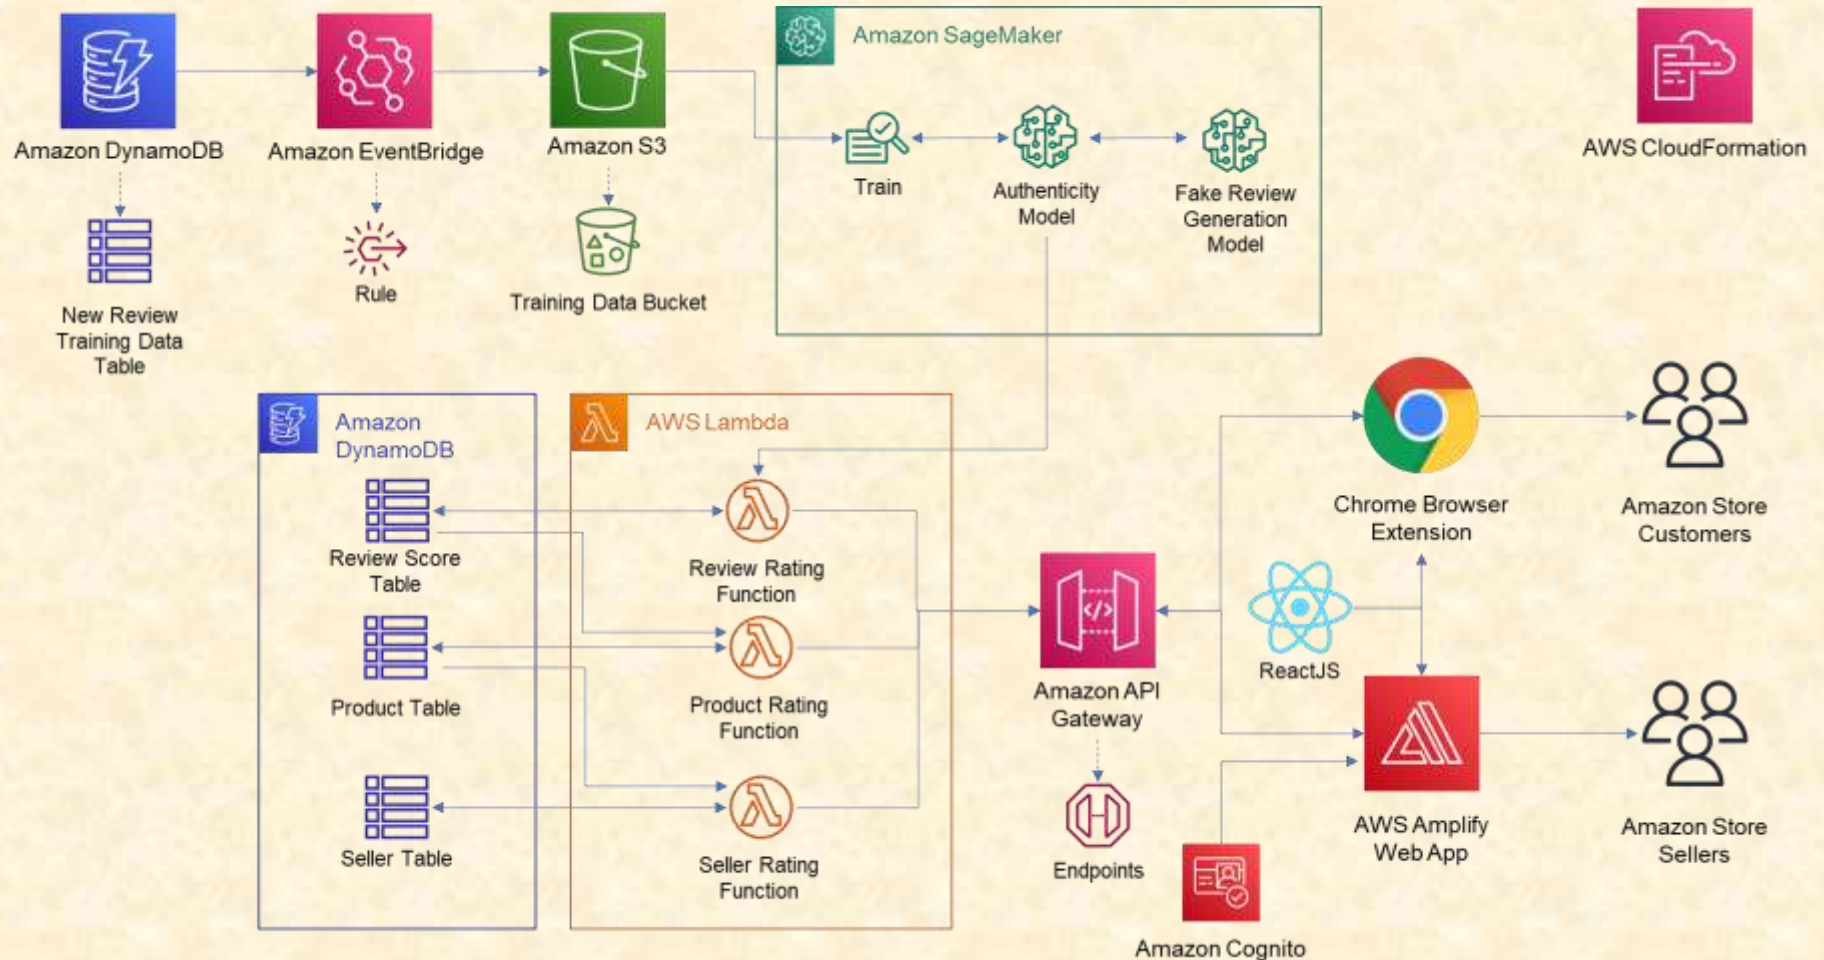 Amazon DynamoDB
New Review
Training Data
Table
Amazon EventBridge
Rule
Amazon S3
Training Data Bucket
Amazon SageMaker
Train
Authenticity
Model
Fake Review
Generation
Model
AWS CloudFormation
Amazon
DynamoDB
Review Score
Table
Product Table
Seller Table
AWS Lambda
Review Rating
Function
Product Rating
Function
Seller Rating
Function
Amazon API
Gateway
Endpoints
Chrome Browser
Extension
Amazon Store
Customers
ReactJS
AWS Amplify
Web App
Amazon Store
Sellers
Amazon Cognito